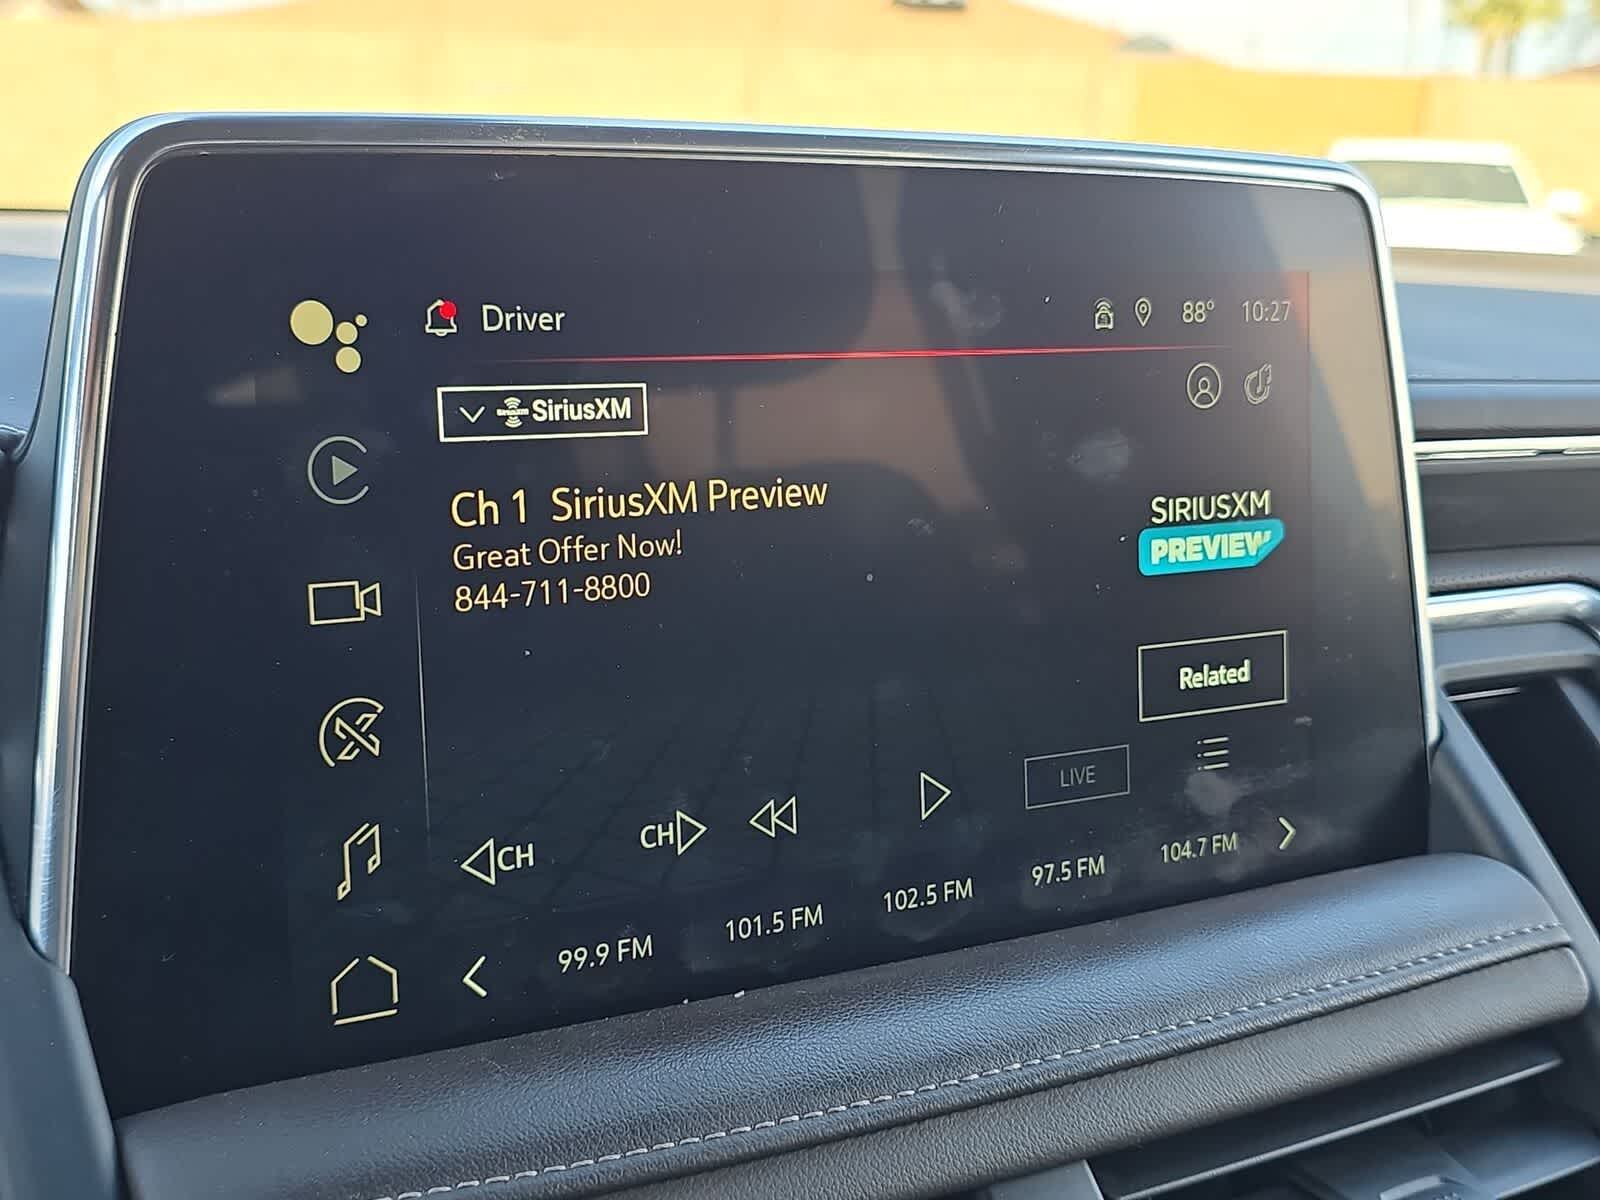 Driver
88° 10:27
SiriusXM
Ch 1 SiriusXM Preview
Great Offer Now!
844-711-8800
SIRIUSXM
PREVIEW
Related
LIVE
CH
CH
99.9 FM
101.5 FM
102.5 FM
97.5 FM
104.7 FM